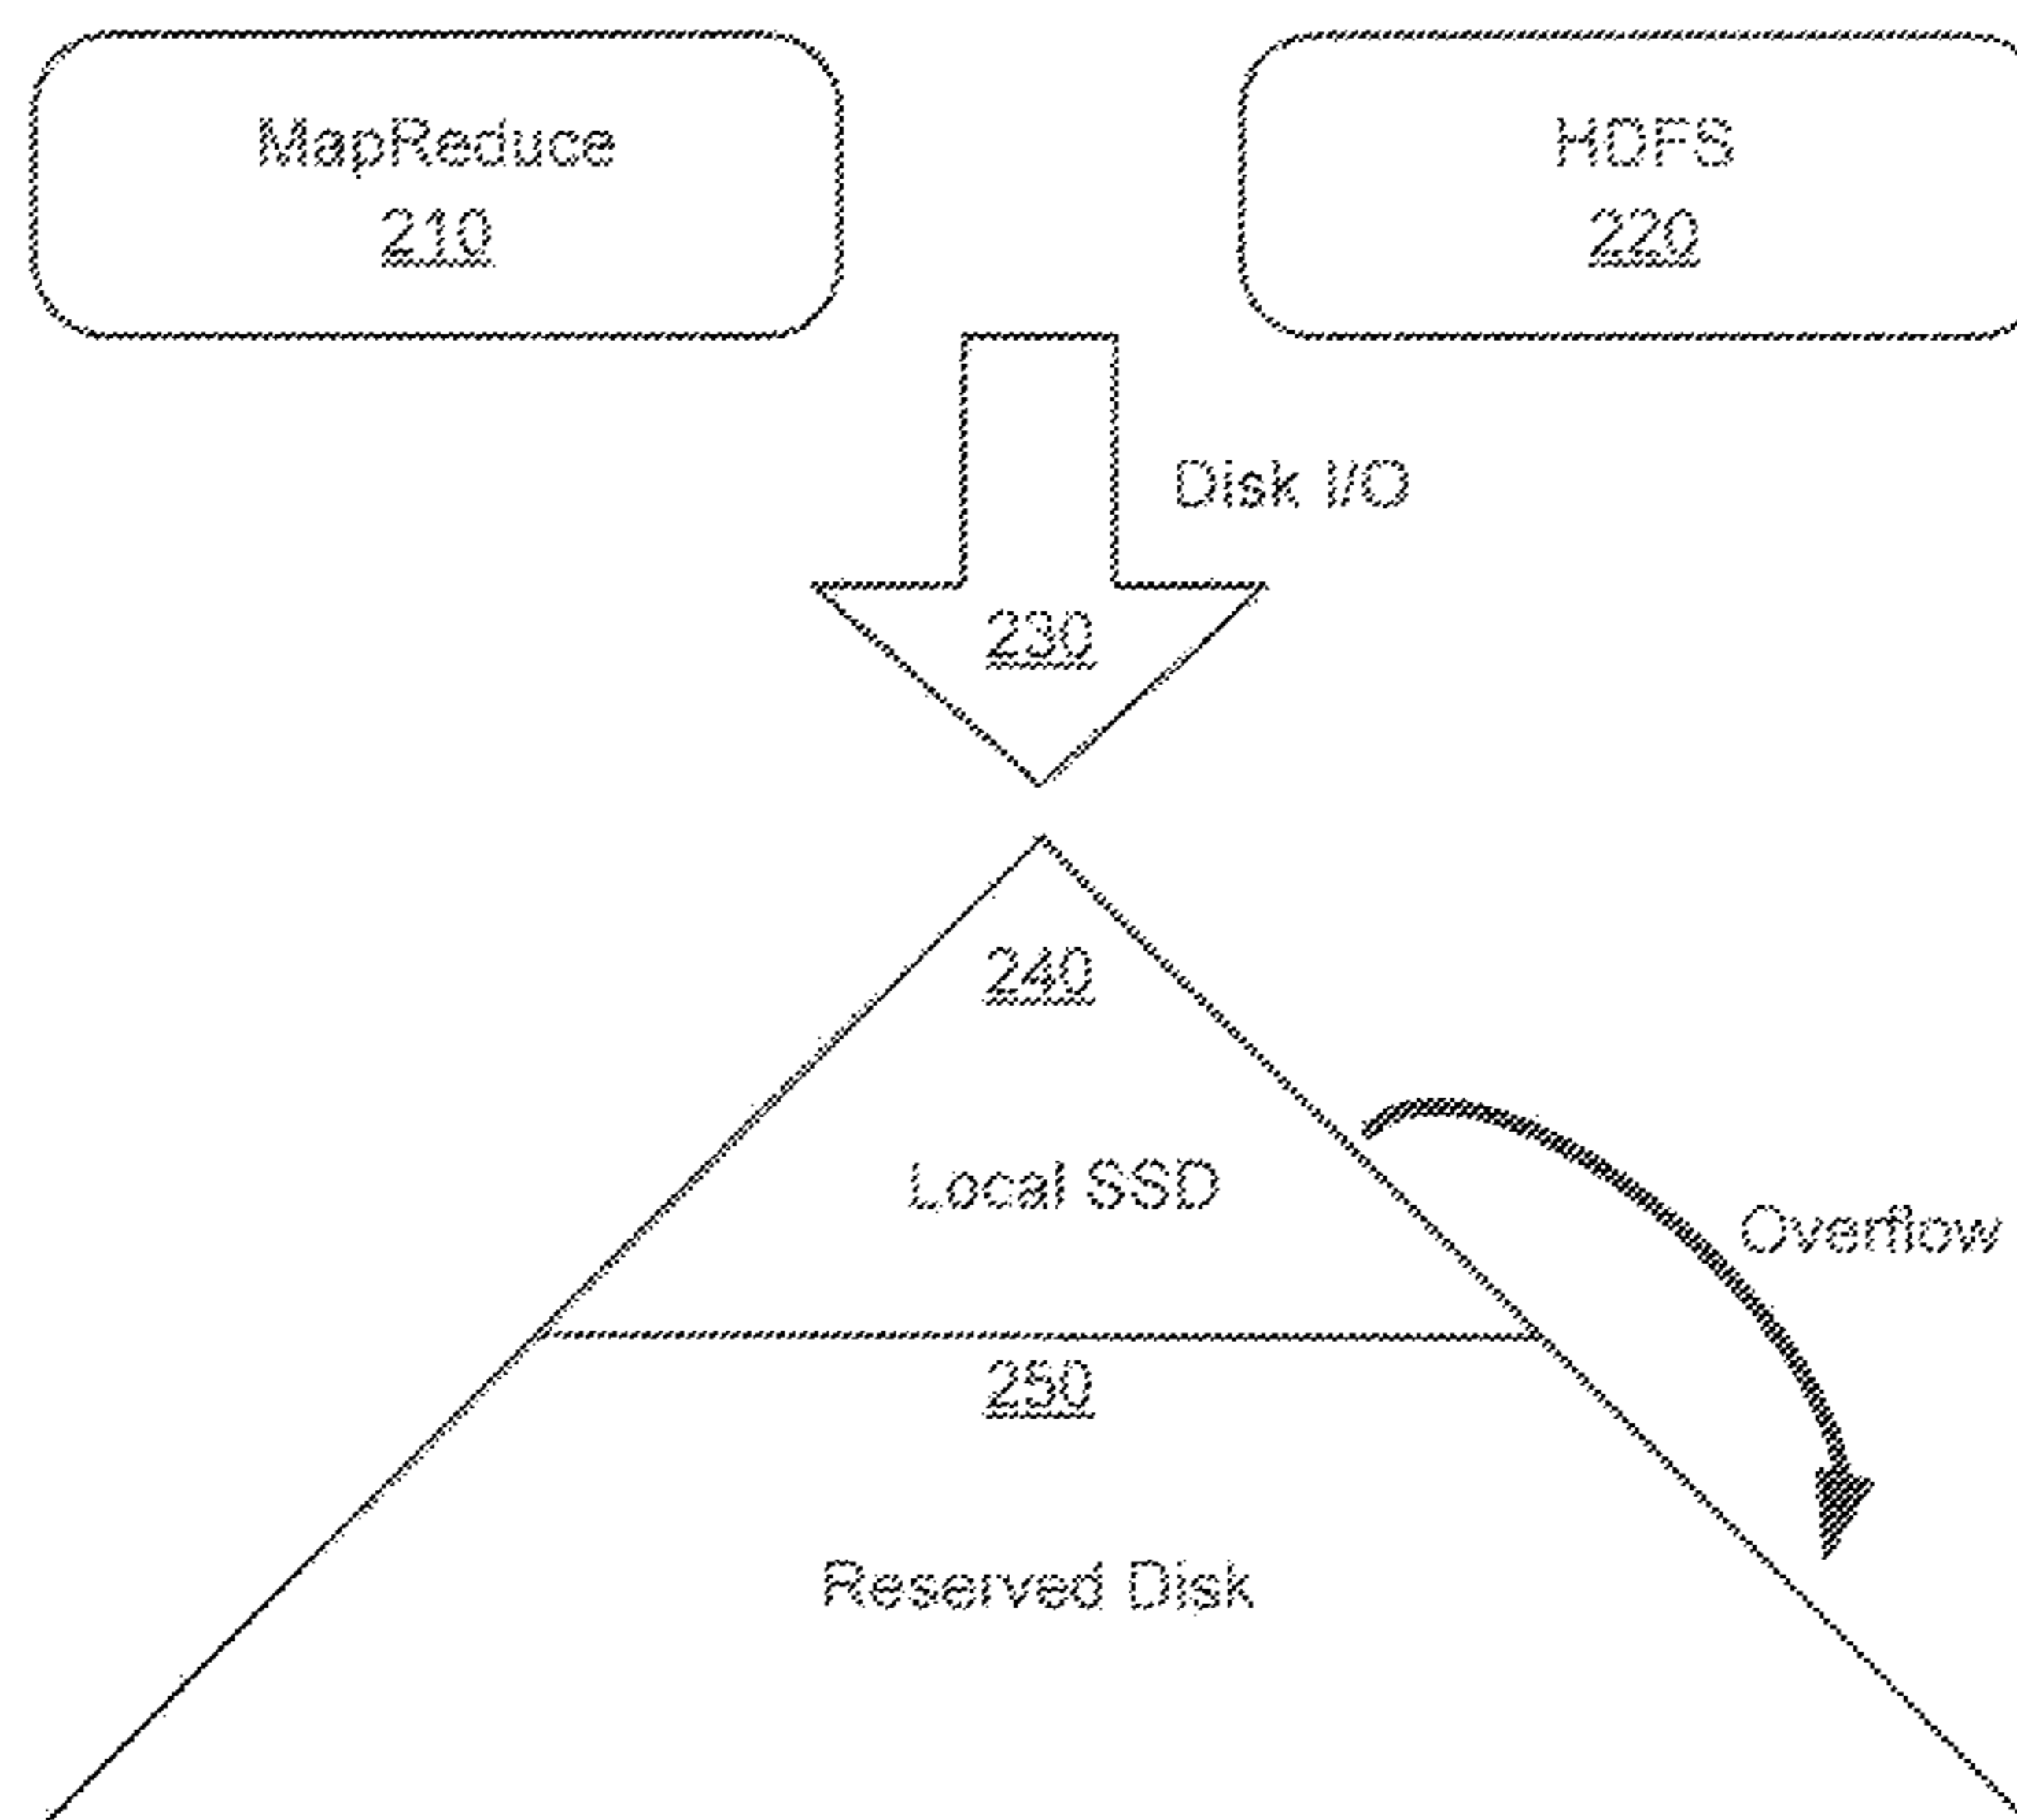 MapReduce
210
HDFS
220
Disk I/O
230
240
Local SSD
Overflow
250
Reserved Disk